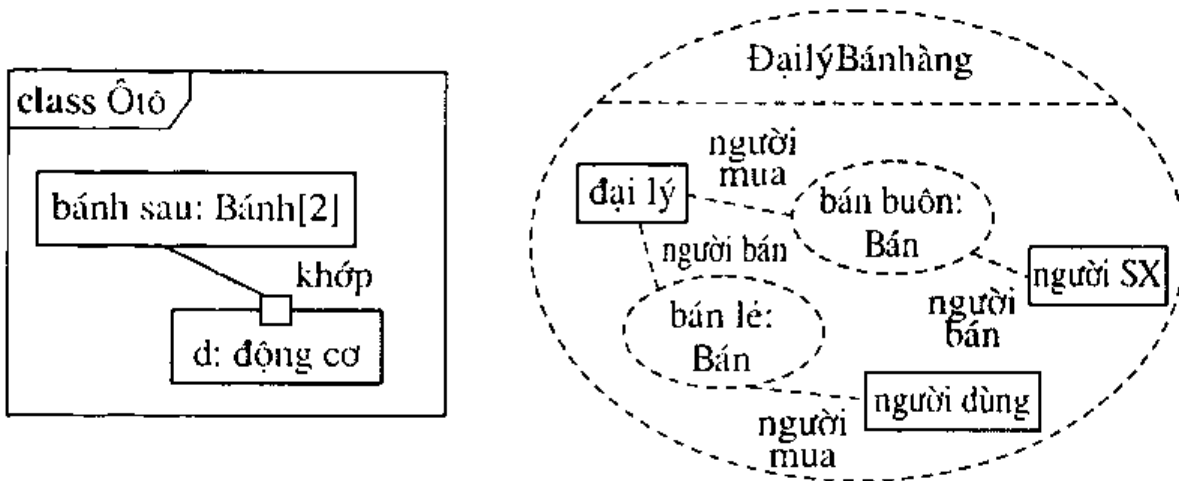 class Ôtô
bánh sau: Bánh[2]
khớp
d: động cơ
ĐạilýBánhàng
người
mua
đại lý
bán buôn:
Bán
người bán
người SX
người
bán
bán lẻ:
Bán
người dùng
người
mua